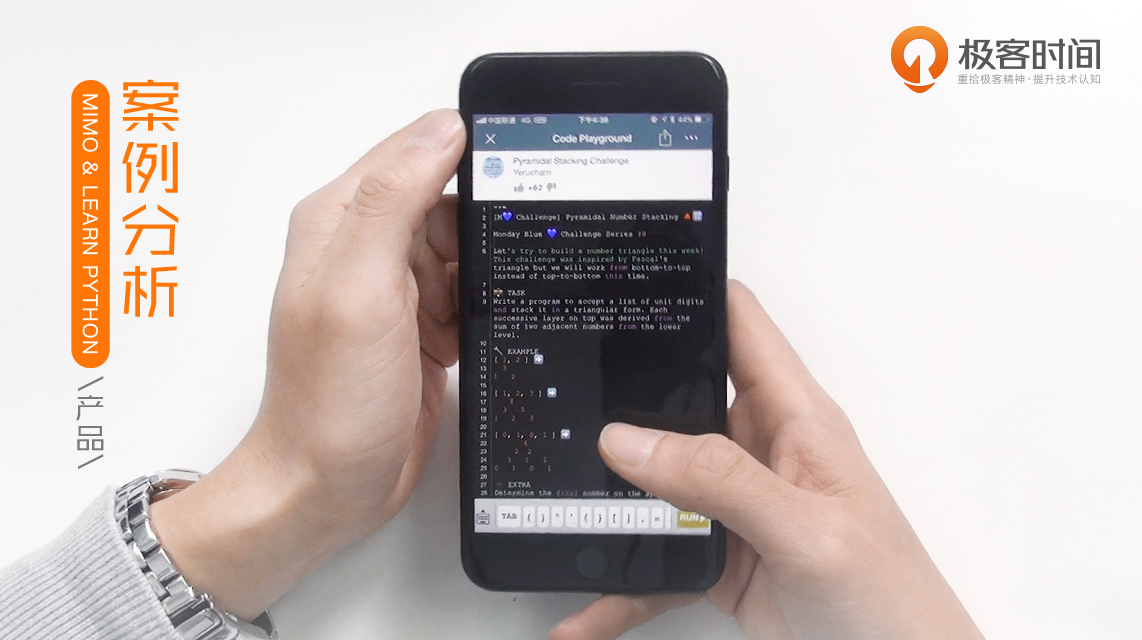 极客时间
重拾极客精神·提升技术认知
案例分析
MIMO & LEARN PYTHON
\产品\
中国联通 4G 下午4:36 44%
Code Playground
Pyramidal Stacking Challenge
Yerucham
+62
1 """
2 [M💙 Challenge] Pyramidal Number Stacking 🔺🔢
3
4 Monday Blue 💙 Challenge Series
5
6 Let's try to build a number triangle this week!
This challenge was inspired by Pascal's
triangle but we will work from bottom-to-top
instead of top-to-bottom this time.
7
8 TASK
9 Write a program to accept a list of unit digits
and stack it in a triangular form. Each
successive layer on top was derived from the
sum of two adjacent numbers from the lower
level.
10
11 🔧 EXAMPLE
12 [ 1, 2 ] ➡
13 3
14 1 2
15
16 [ 1, 2, 3 ] ➡
17 8
18 3 5
19 1 2 3
20
21 [ 0, 1, 0, 1 ] ➡
22 4
23 2 2
24 1 1 1
25 0 1 0 1
26
27 EXTRA
28 Determine the final number on the
TAB ( ) " ' { } [ ] . =
RUN